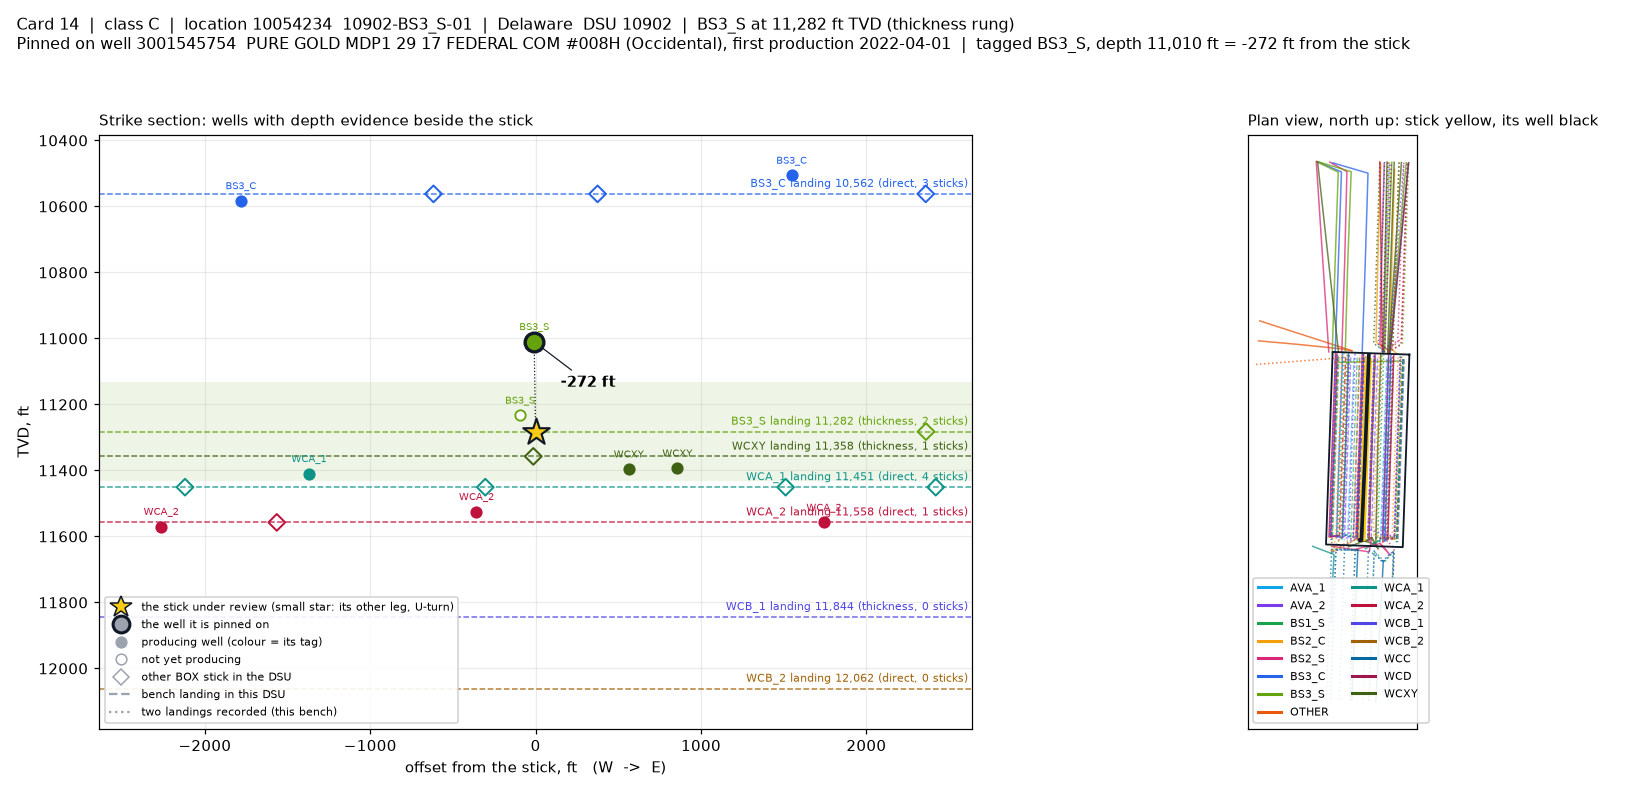 Card 14 | class C | location 10054234 10902-BS3_S-01 | Delaware DSU 10902 | BS3_S at 11,282 ft TVD (thickness rung)
Pinned on well 3001545754 PURE GOLD MDP1 29 17 FEDERAL COM #008H (Occidental), first production 2022-04-01 | tagged BS3_S, depth 11,010 ft = -272 ft from the stick
Strike section: wells with depth evidence beside the stick
Plan view, north up: stick yellow, its well black
TVD, ft
10400
10600
10800
11000
11200
11400
11600
11800
12000
BS3_C
BS3_C
BS3_C landing 10,562 (direct, 3 sticks)
BS3_S
-272 ft
BS3_S
BS3_S landing 11,282 (thickness, 2 sticks)
WCXY landing 11,358 (thickness, 1 sticks)
WCXY
WCXY
WCA_1
WCA_1 landing 11,451 (direct, 4 sticks)
WCA_2
WCA_2
WCA_2
WCA_2 landing 11,558 (direct, 1 sticks)
WCB_1 landing 11,844 (thickness, 0 sticks)
WCB_2 landing 12,062 (direct, 0 sticks)
the stick under review (small star: its other leg, U-turn)
the well it is pinned on
producing well (colour = its tag)
not yet producing
other BOX stick in the DSU
bench landing in this DSU
two landings recorded (this bench)
−2000
−1000
0
1000
2000
offset from the stick, ft (W -> E)
AVA_1
AVA_2
BS1_S
BS2_C
BS2_S
BS3_C
BS3_S
OTHER
WCA_1
WCA_2
WCB_1
WCB_2
WCC
WCD
WCXY